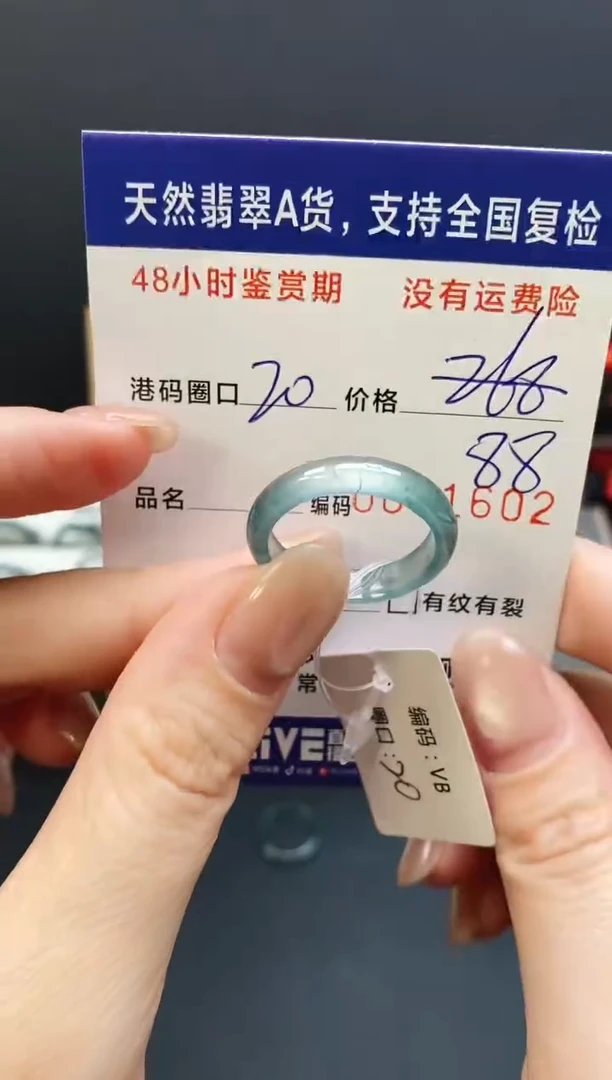 天然翡翠A货，支持全国复检
48小时鉴赏期 没有运费险
港码圈口 20 价格 268
88
品名 编码 1602
有纹有裂
常
编码：VB
圈口：20